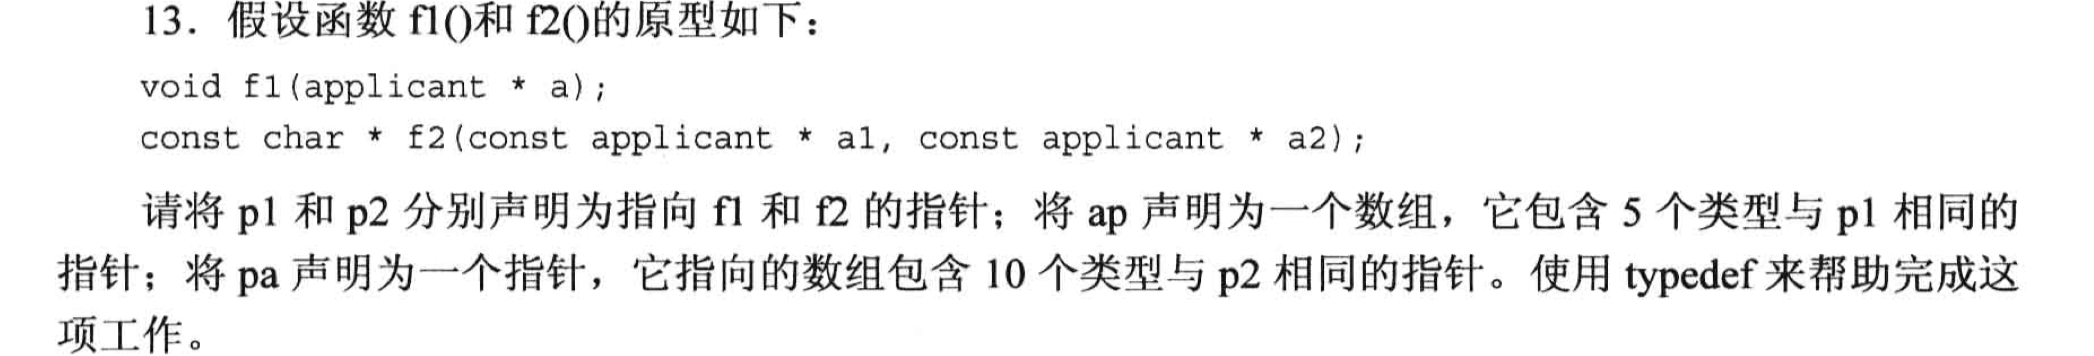 13．假设函数 f1()和 f2()的原型如下：
void f1(applicant * a);
const char * f2(const applicant * a1, const applicant * a2);
请将 p1 和 p2 分别声明为指向 f1 和 f2 的指针；将 ap 声明为一个数组，它包含 5 个类型与 p1 相同的
指针；将 pa 声明为一个指针，它指向的数组包含 10 个类型与 p2 相同的指针。使用 typedef 来帮助完成这
项工作。